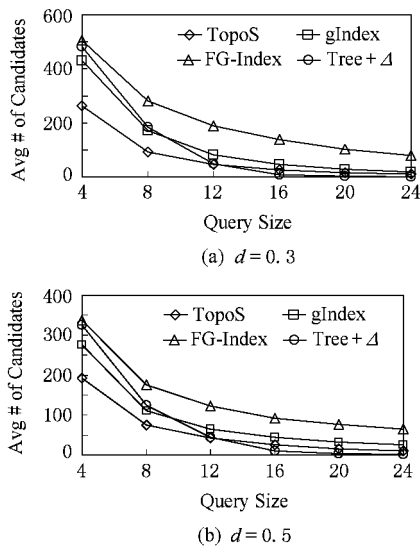 600
400
200
0
Avg # of Candidates
TopoS
gIndex
FG-Index
Tree+Δ
4 8 12 16 20 24
Query Size
(a) d=0.3
400
300
200
100
0
Avg # of Candidates
TopoS
gIndex
FG-Index
Tree+Δ
4 8 12 16 20 24
Query Size
(b) d=0.5